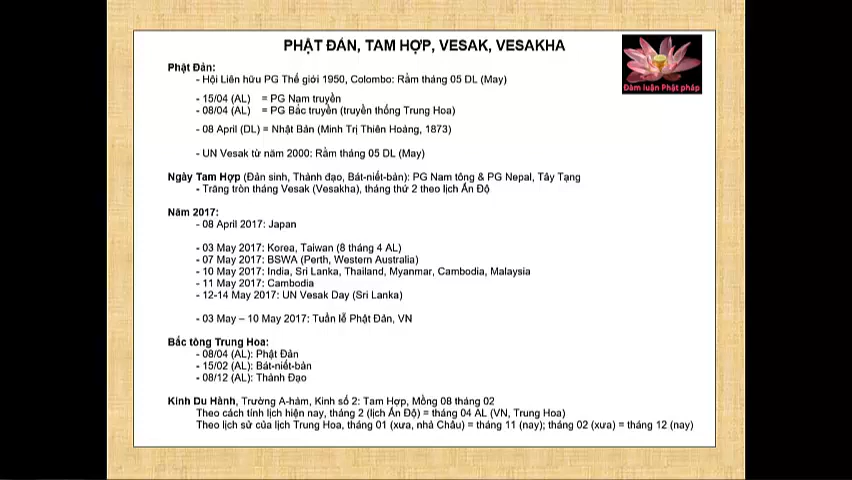 PHẬT ĐẢN, TAM HỢP, VESAK, VESAKHA
Đàm luận Phật pháp
Phật Đản:
- Hội Liên hữu PG Thế giới 1950, Colombo: Rằm tháng 05 DL (May)
- 15/04 (AL) = PG Nam truyền
- 08/04 (AL) = PG Bắc truyền (truyền thống Trung Hoa)
- 08 April (DL) = Nhật Bản (Minh Trị Thiên Hoàng, 1873)
- UN Vesak từ năm 2000: Rằm tháng 05 DL (May)
Ngày Tam Hợp (Đản sinh, Thành đạo, Bát-niết-bàn): PG Nam tông & PG Nepal, Tây Tạng
- Trăng tròn tháng Vesak (Vesakha), tháng thứ 2 theo lịch Ấn Độ
Năm 2017:
- 08 April 2017: Japan
- 03 May 2017: Korea, Taiwan (8 tháng 4 AL)
- 07 May 2017: BSWA (Perth, Western Australia)
- 10 May 2017: India, Sri Lanka, Thailand, Myanmar, Cambodia, Malaysia
- 11 May 2017: Cambodia
- 12-14 May 2017: UN Vesak Day (Sri Lanka)
- 03 May – 10 May 2017: Tuần lễ Phật Đản, VN
Bắc tông Trung Hoa:
- 08/04 (AL): Phật Đản
- 15/02 (AL): Bát-niết-bàn
- 08/12 (AL): Thành Đạo
Kinh Du Hành, Trường A-hàm, Kinh số 2: Tam Hợp, Mồng 08 tháng 02
Theo cách tính lịch hiện nay, tháng 2 (lịch Ấn Độ) = tháng 04 AL (VN, Trung Hoa)
Theo lịch sử của lịch Trung Hoa, tháng 01 (xưa, nhà Châu) = tháng 11 (nay); tháng 02 (xưa) = tháng 12 (nay)